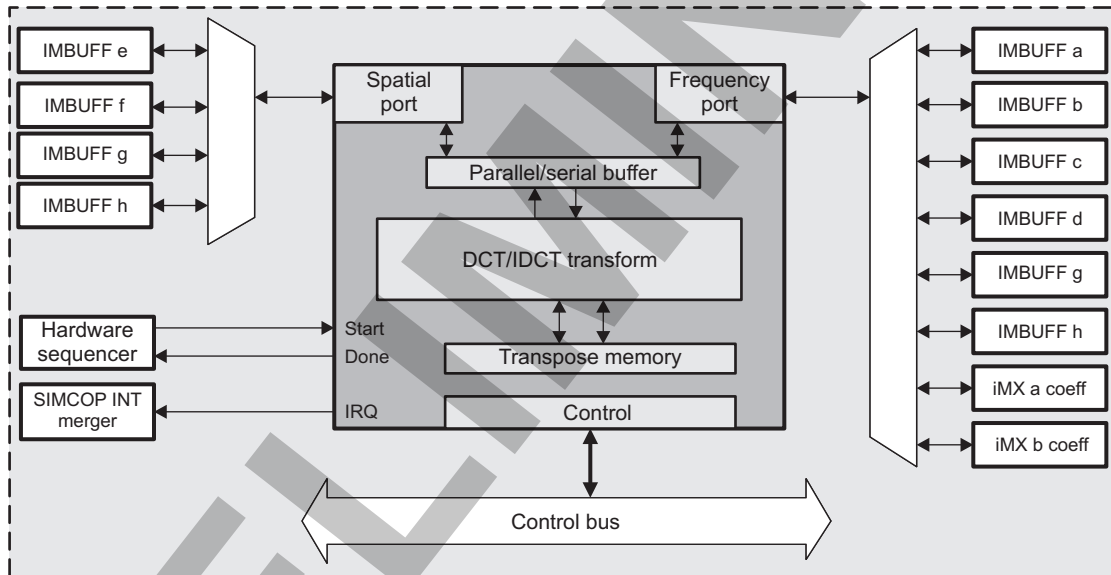 IMBUFF e
IMBUFF f
IMBUFF g
IMBUFF h
Spatial
port
Frequency
port
Parallel/serial buffer
DCT/IDCT transform
Transpose memory
Control
Start
Done
IRQ
Hardware
sequencer
SIMCOP INT
merger
IMBUFF a
IMBUFF b
IMBUFF c
IMBUFF d
IMBUFF g
IMBUFF h
iMX a coeff
iMX b coeff
Control bus